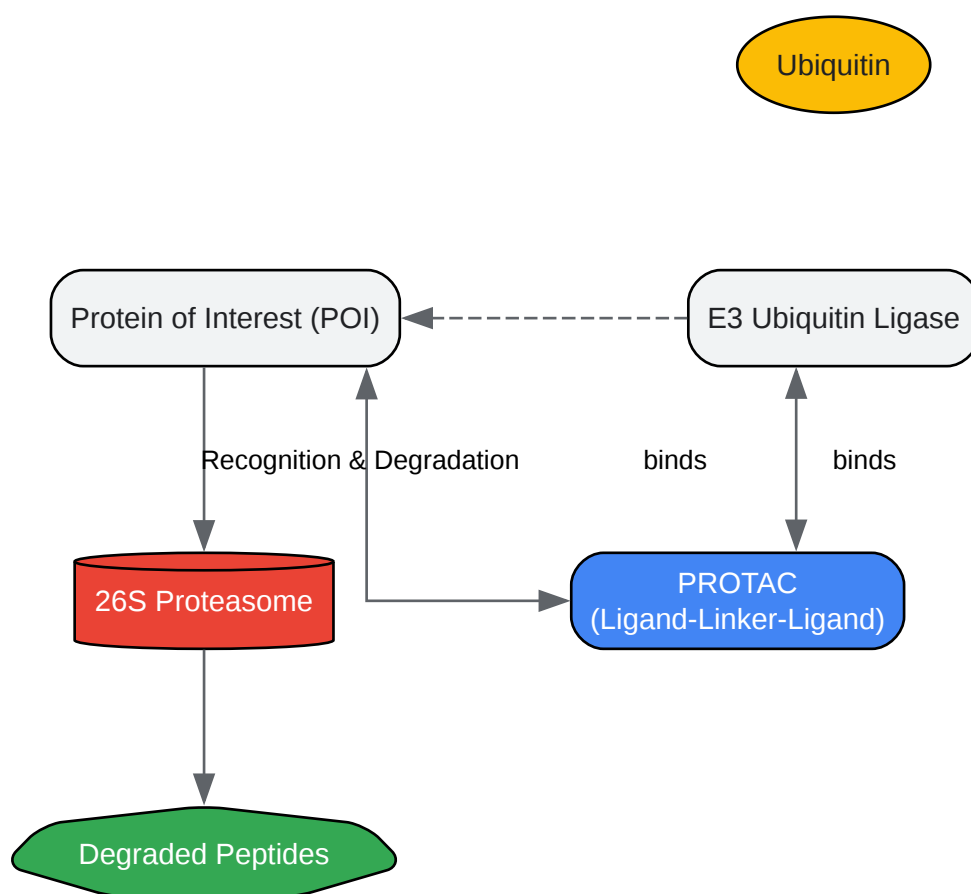 Ubiquitin
Protein of Interest (POI)
E3 Ubiquitin Ligase
Recognition & Degradation
binds
binds
26S Proteasome
PROTAC
(Ligand-Linker-Ligand)
Degraded Peptides